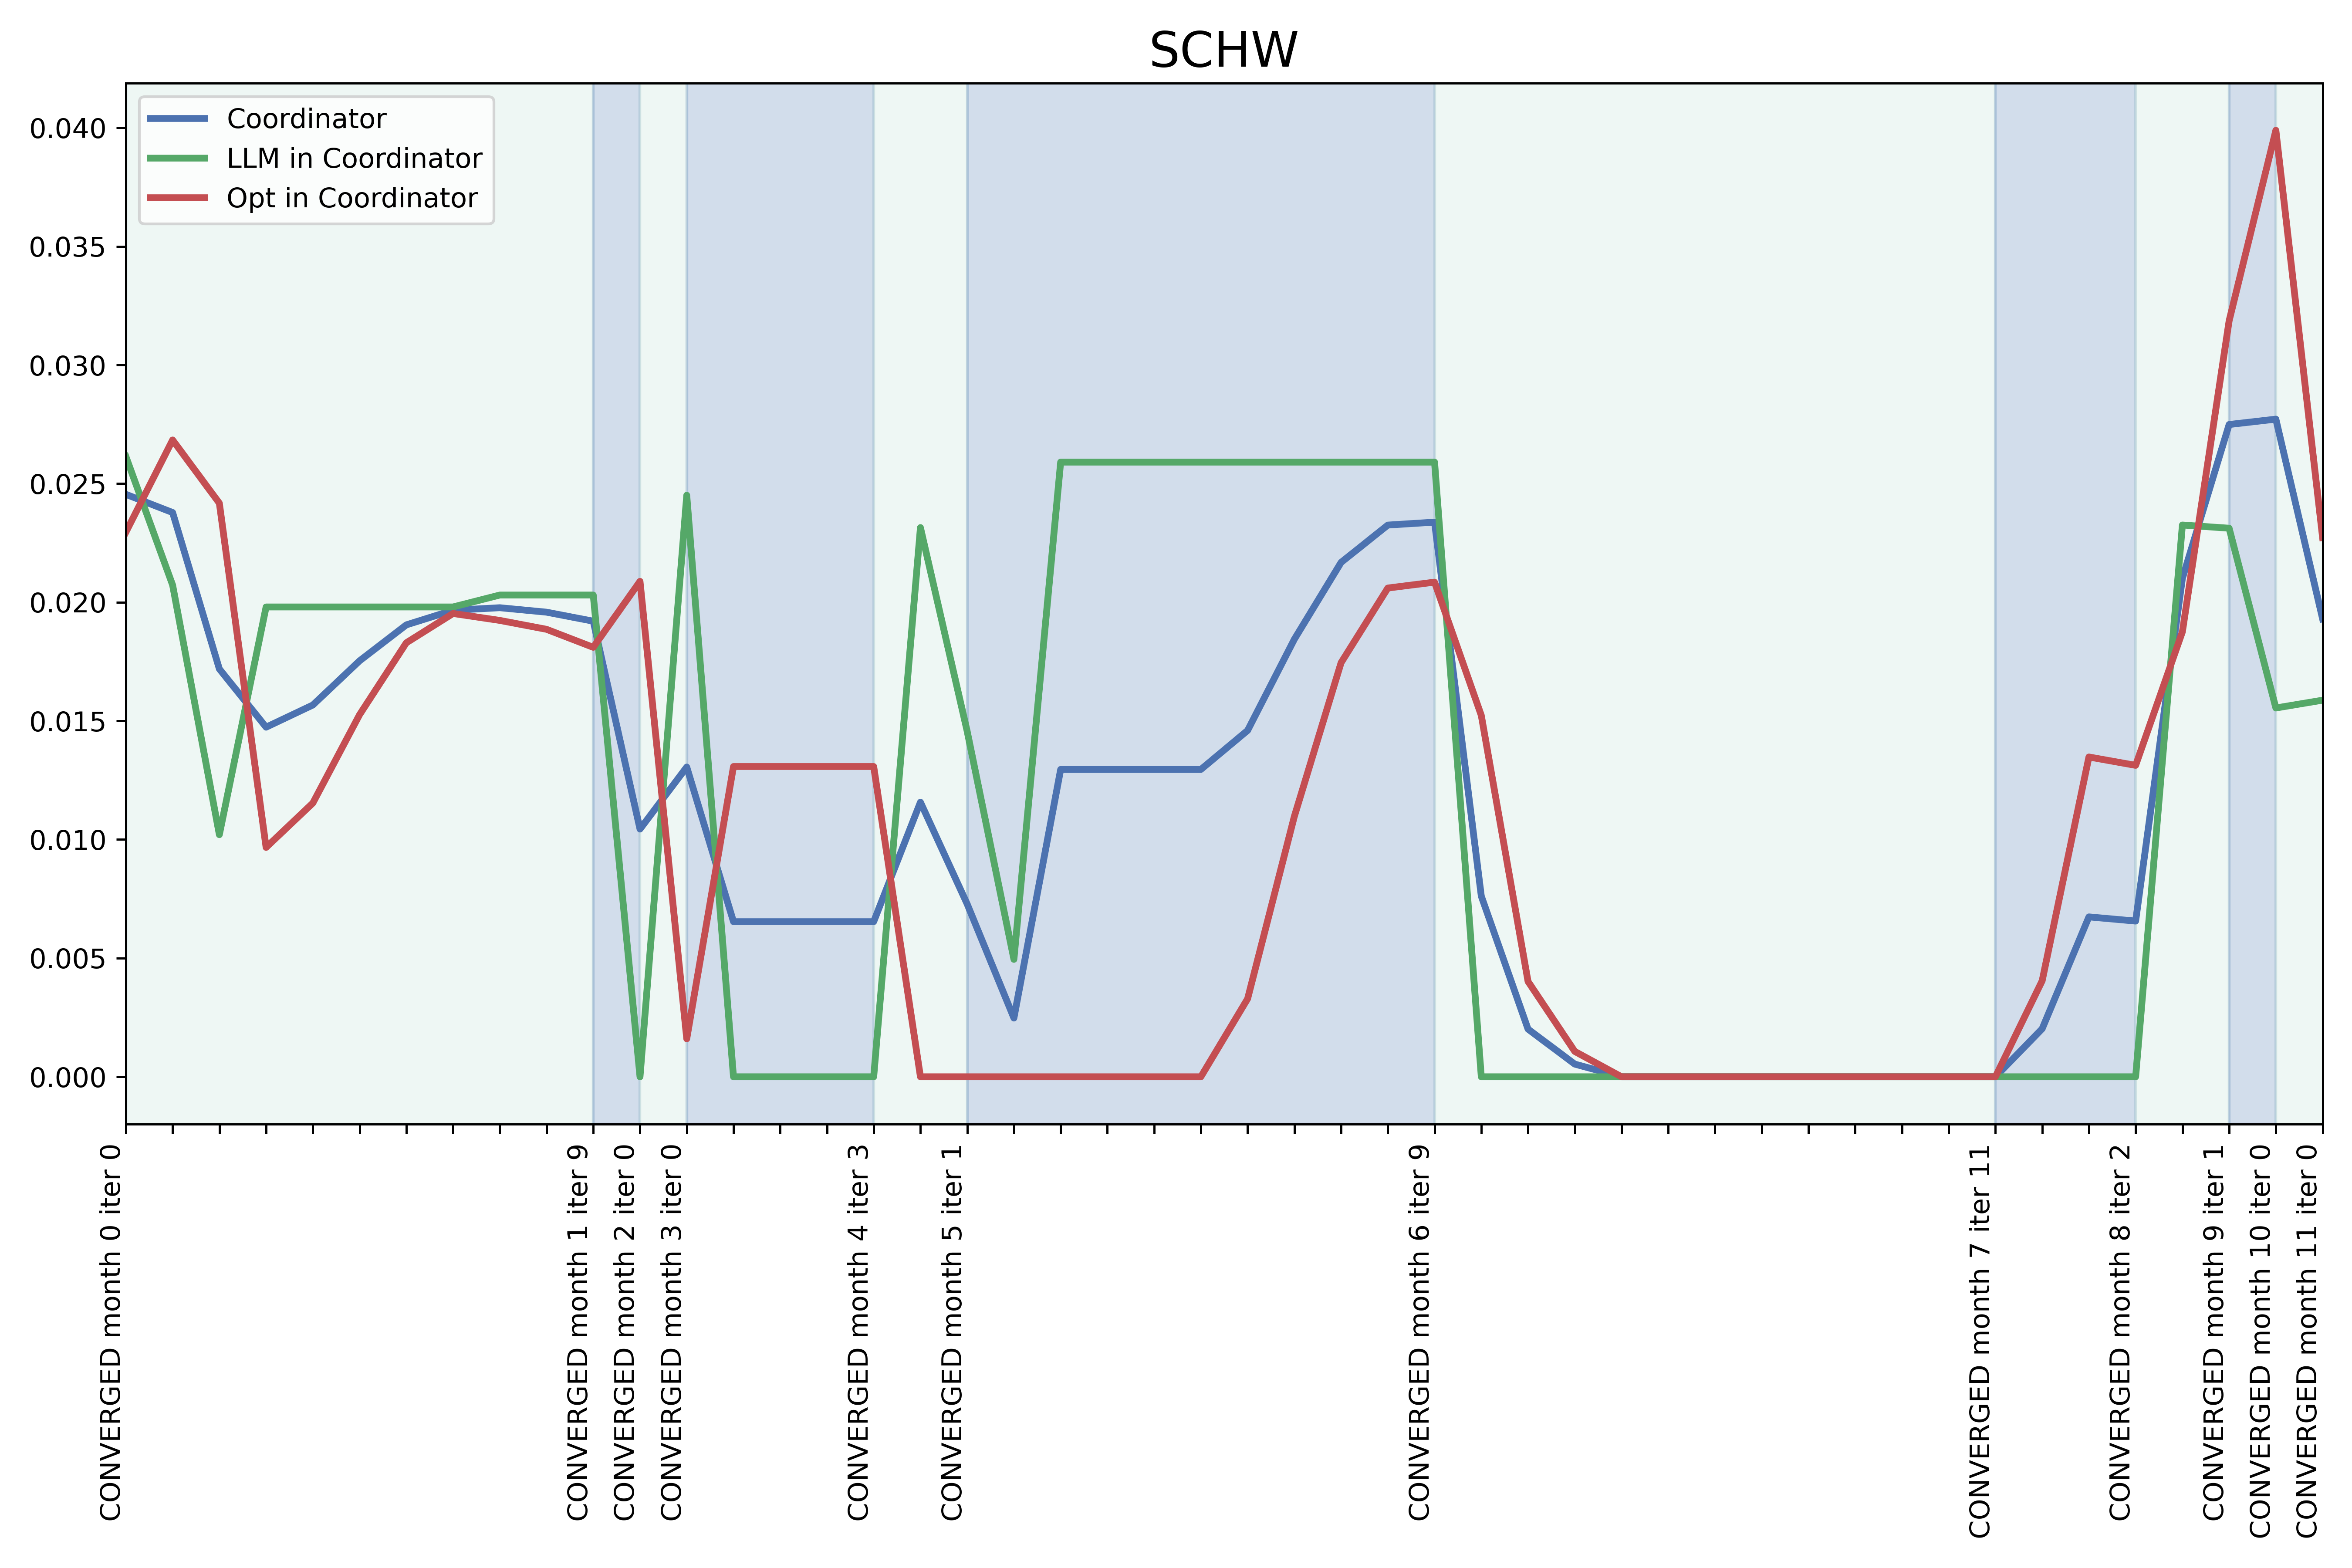 SCHW
0.040
0.035
0.030
0.025
0.020
0.015
0.010
0.005
0.000
Coordinator
LLM in Coordinator
Opt in Coordinator
CONVERGED month 0 iter 0
CONVERGED month 1 iter 9
CONVERGED month 2 iter 0
CONVERGED month 3 iter 0
CONVERGED month 4 iter 3
CONVERGED month 5 iter 1
CONVERGED month 6 iter 9
CONVERGED month 7 iter 11
CONVERGED month 8 iter 2
CONVERGED month 9 iter 1
CONVERGED month 10 iter 0
CONVERGED month 11 iter 0